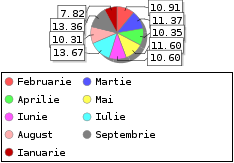 7.82 10.91
13.36 11.37
10.31 10.35
13.67 11.60
10.60
Februarie Martie
Aprilie Mai
Iunie Iulie
August Septembrie
Ianuarie